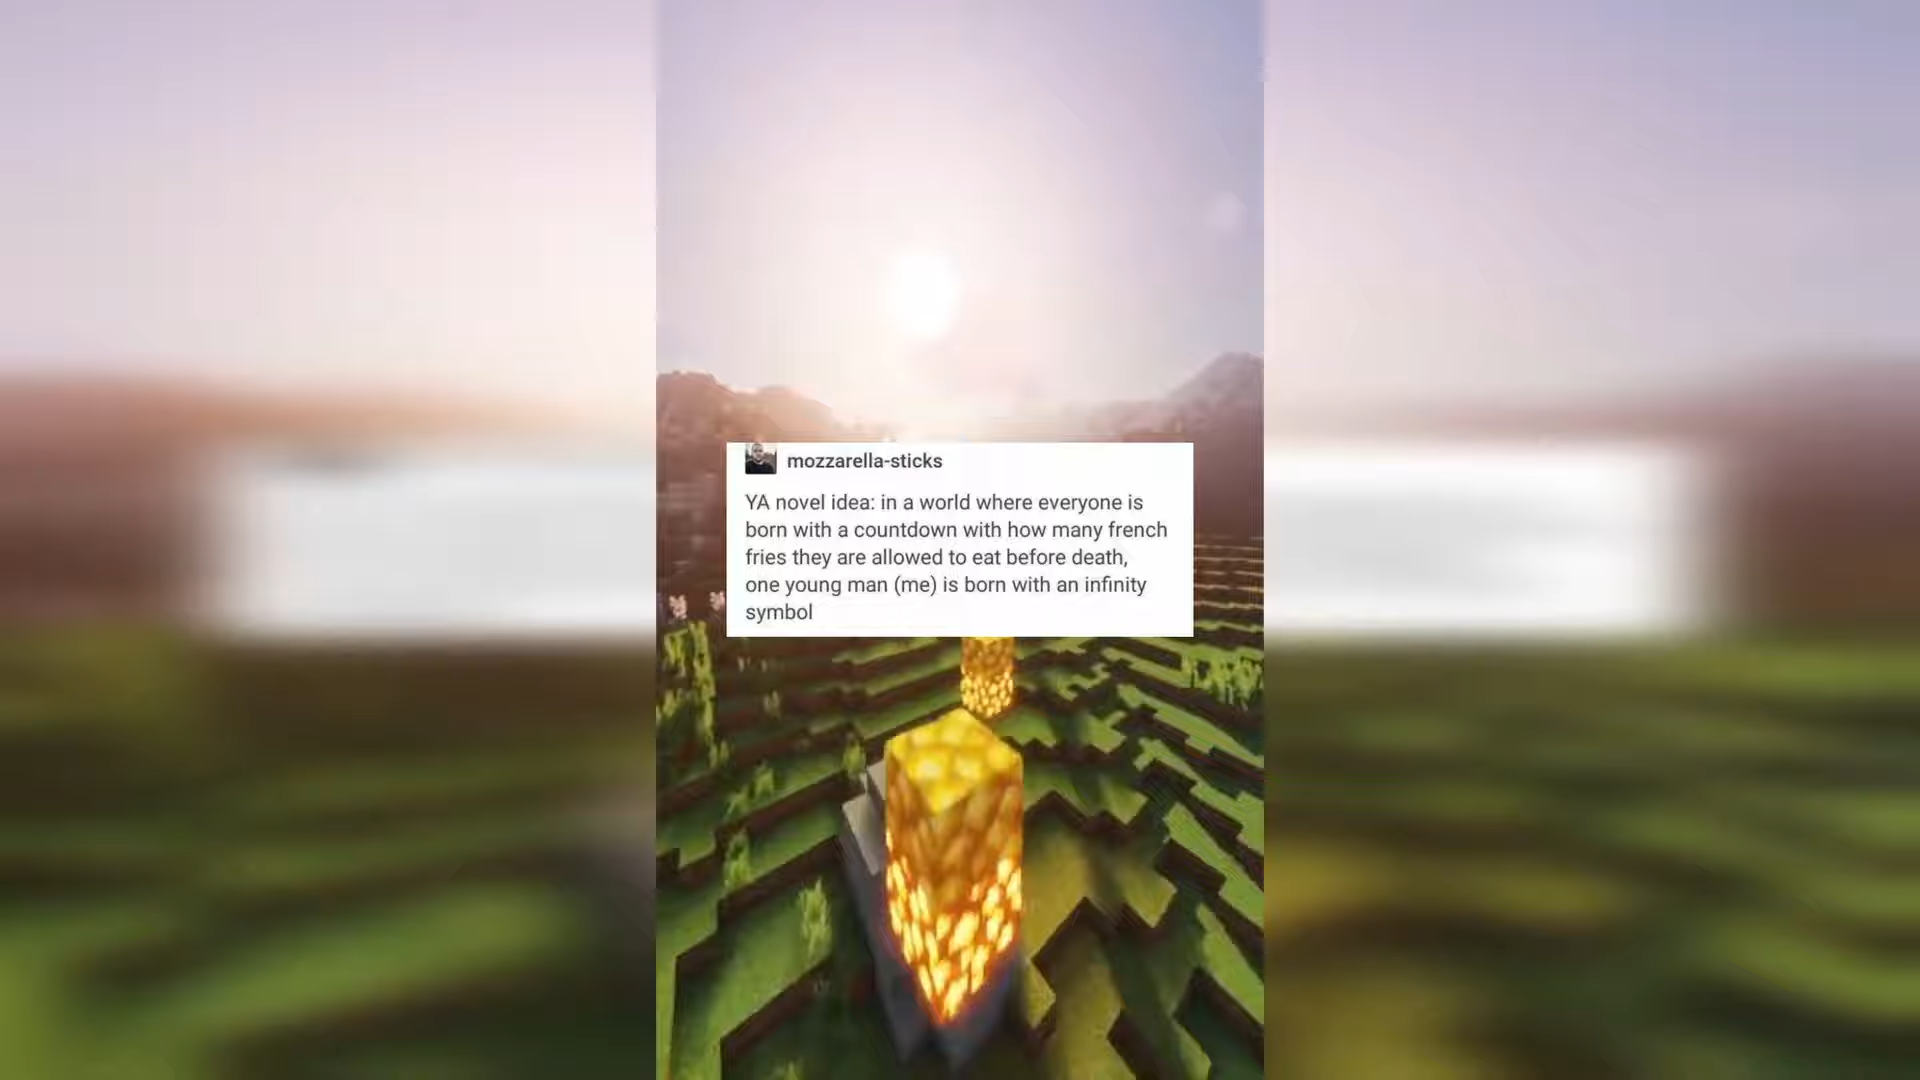 mozzarella-sticks
YA novel idea: in a world where everyone is
born with a countdown with how many french
fries they are allowed to eat before death,
one young man (me) is born with an infinity
symbol